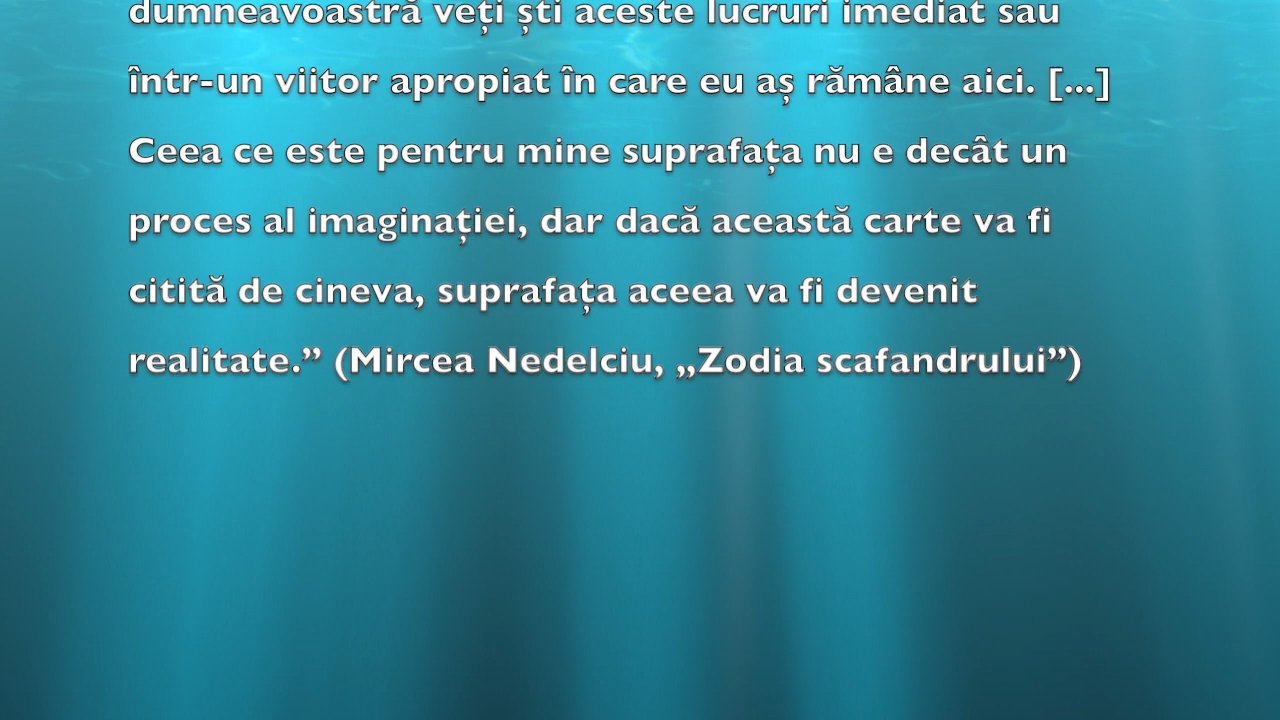 dumneavoastră veți ști aceste lucruri imediat sau
într-un viitor apropiat în care eu aș rămâne aici. [...]
Ceea ce este pentru mine suprafața nu e decât un
proces al imaginației, dar dacă această carte va fi
citită de cineva, suprafața aceea va fi devenit
realitate.” (Mircea Nedelciu, „Zodia scafandrului”)